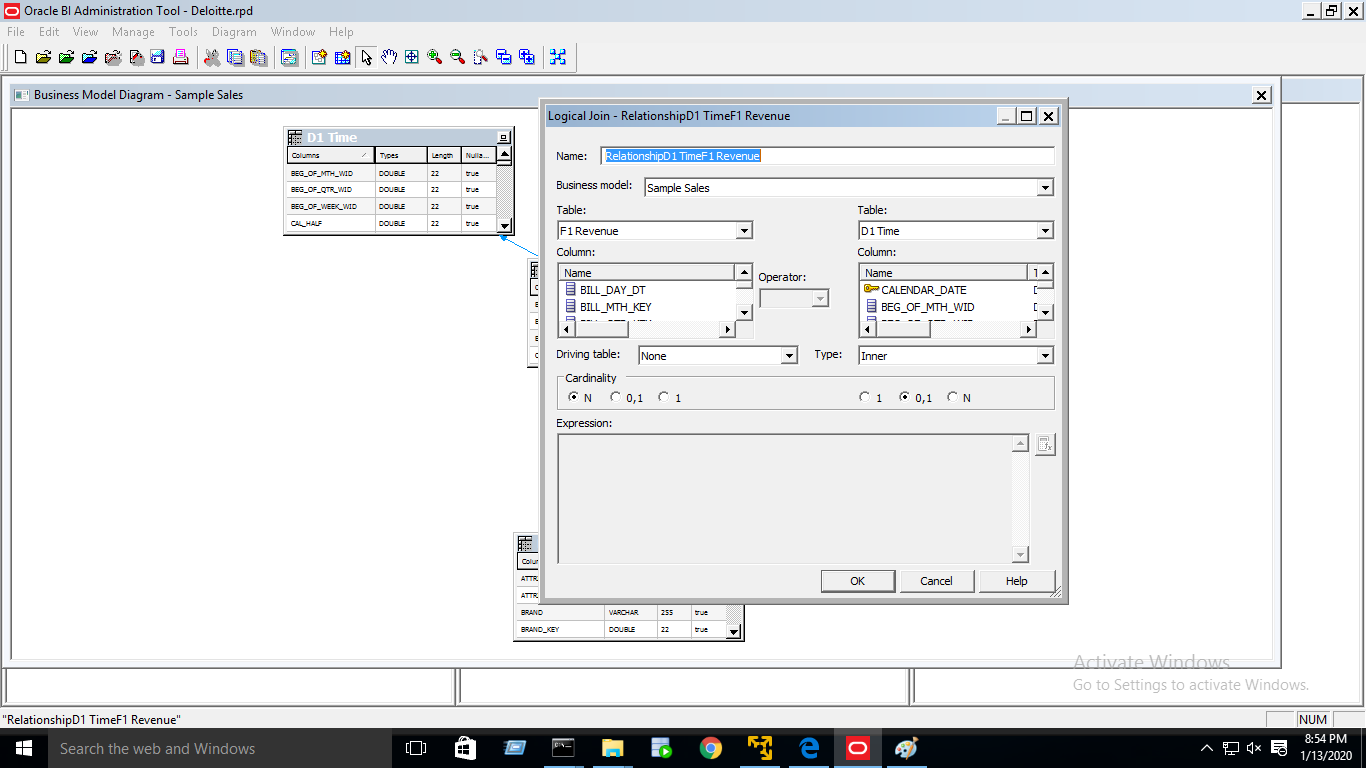 Oracle BI Administration Tool - Deloitte.rpd
File Edit View Manage Tools Diagram Window Help
Business Model Diagram - Sample Sales
D1 Time
Columns Types Length Nulla...
BEG_OF_MTH_WID DOUBLE 22 true
BEG_OF_QTR_WID DOUBLE 22 true
BEG_OF_WEEK_WID DOUBLE 22 true
CAL_HALF DOUBLE 22 true
Logical Join - RelationshipD1 TimeF1 Revenue
Name: RelationshipD1 TimeF1 Revenue
Business model: Sample Sales
Table: Table:
F1 Revenue D1 Time
Column: Column:
Name Operator: Name T
BILL_DAY_DT CALENDAR_DATE D
BILL_MTH_KEY BEG_OF_MTH_WID D
Driving table: None Type: Inner
Cardinality
N 0,1 1 1 0,1 N
Expression:
OK Cancel Help
Colu
ATTR
ATTR
BRAND VARCHAR 255 true
BRAND_KEY DOUBLE 22 true
Activate Windows
Go to Settings to activate Windows.
"RelationshipD1 TimeF1 Revenue" NUM
Search the web and Windows
8:54 PM
1/13/2020